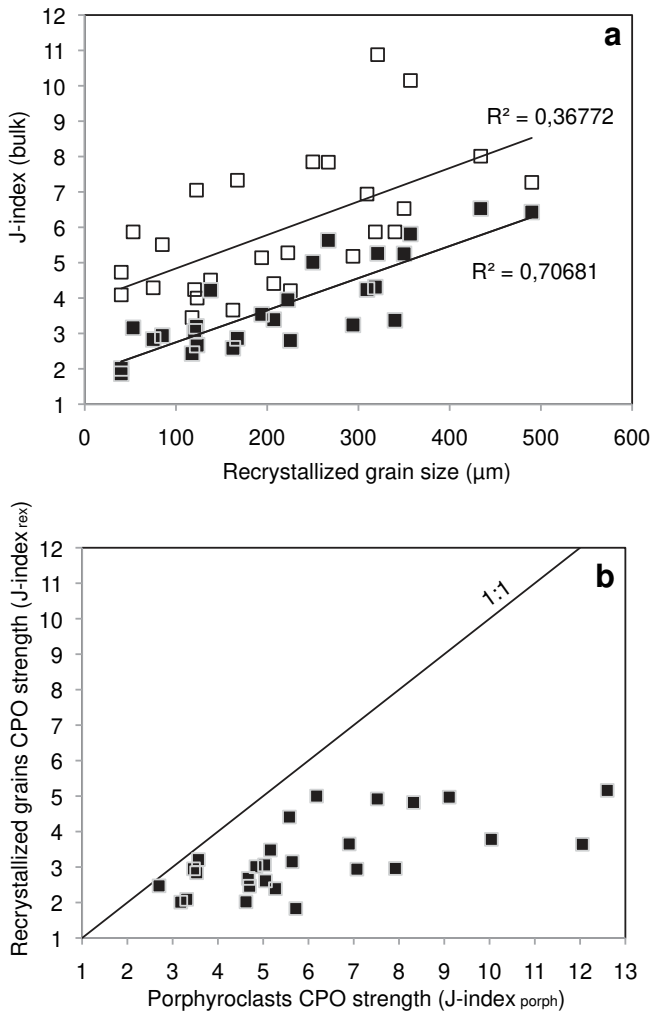 12
a
11
10
R² = 0,36772
9
8
7
6
R² = 0,70681
5
4
3
2
1
J-index (bulk)
0 100 200 300 400 500 600
Recrystallized grain size (µm)
12
b
11
1:1
10
9
8
7
6
5
4
3
2
1
Recrystallized grains CPO strength (J-index rex)
1 2 3 4 5 6 7 8 9 10 11 12 13
Porphyroclasts CPO strength (J-index porph)